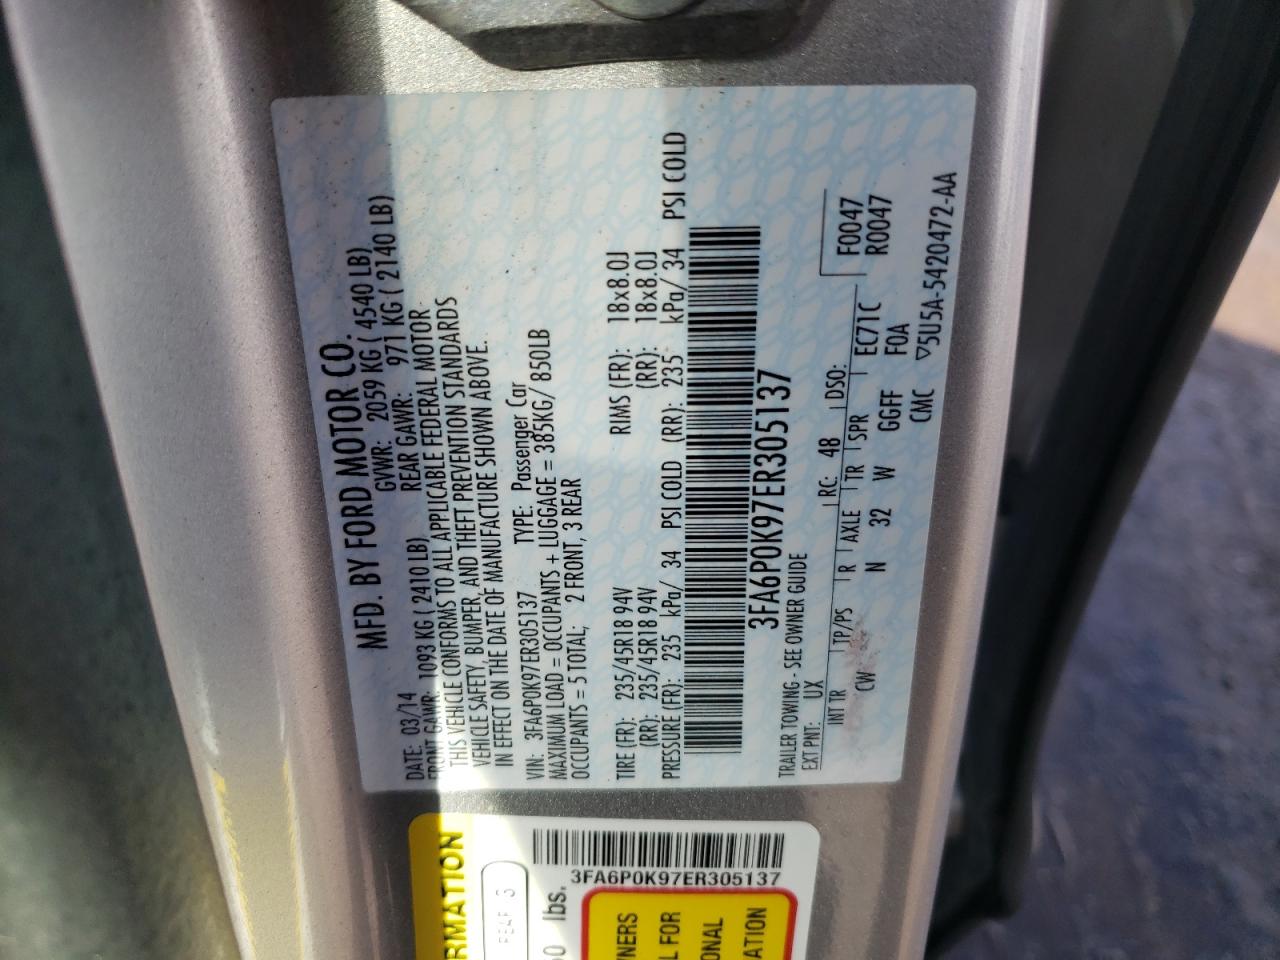 MFD. BY FORD MOTOR CO.
DATE: 03/14 GVWR: 2059 KG ( 4540 LB)
FRONT GAWR: 1093 KG ( 2410 LB) REAR GAWR: 971 KG ( 2140 LB)
THIS VEHICLE CONFORMS TO ALL APPLICABLE FEDERAL MOTOR
VEHICLE SAFETY, BUMPER, AND THEFT PREVENTION STANDARDS
IN EFFECT ON THE DATE OF MANUFACTURE SHOWN ABOVE.
VIN: 3FA6P0K97ER305137 TYPE: Passenger Car
MAXIMUM LOAD = OCCUPANTS + LUGGAGE = 385KG/ 850LB
OCCUPANTS = 5 TOTAL; 2 FRONT, 3 REAR
TIRE (FR): 235/45R18 94V RIMS (FR): 18x8.0J
(RR): 235/45R18 94V (RR): 18x8.0J
PRESSURE (FR): 235 kPa/ 34 PSI COLD (RR): 235 kPa/ 34 PSI COLD
3FA6P0K97ER305137
TRAILER TOWING - SEE OWNER GUIDE
EXT PNT: UX RC: 48 DSO: F0047
INT TR TP/PS R AXLE TR SPR EC71C R0047
CW N 32 W GGFF FOA
CMC ▽5U5A-5420472-AA
RMATION
3FA6P0K97ER305137
lbs.
NERS
L FOR
ONAL
ATION